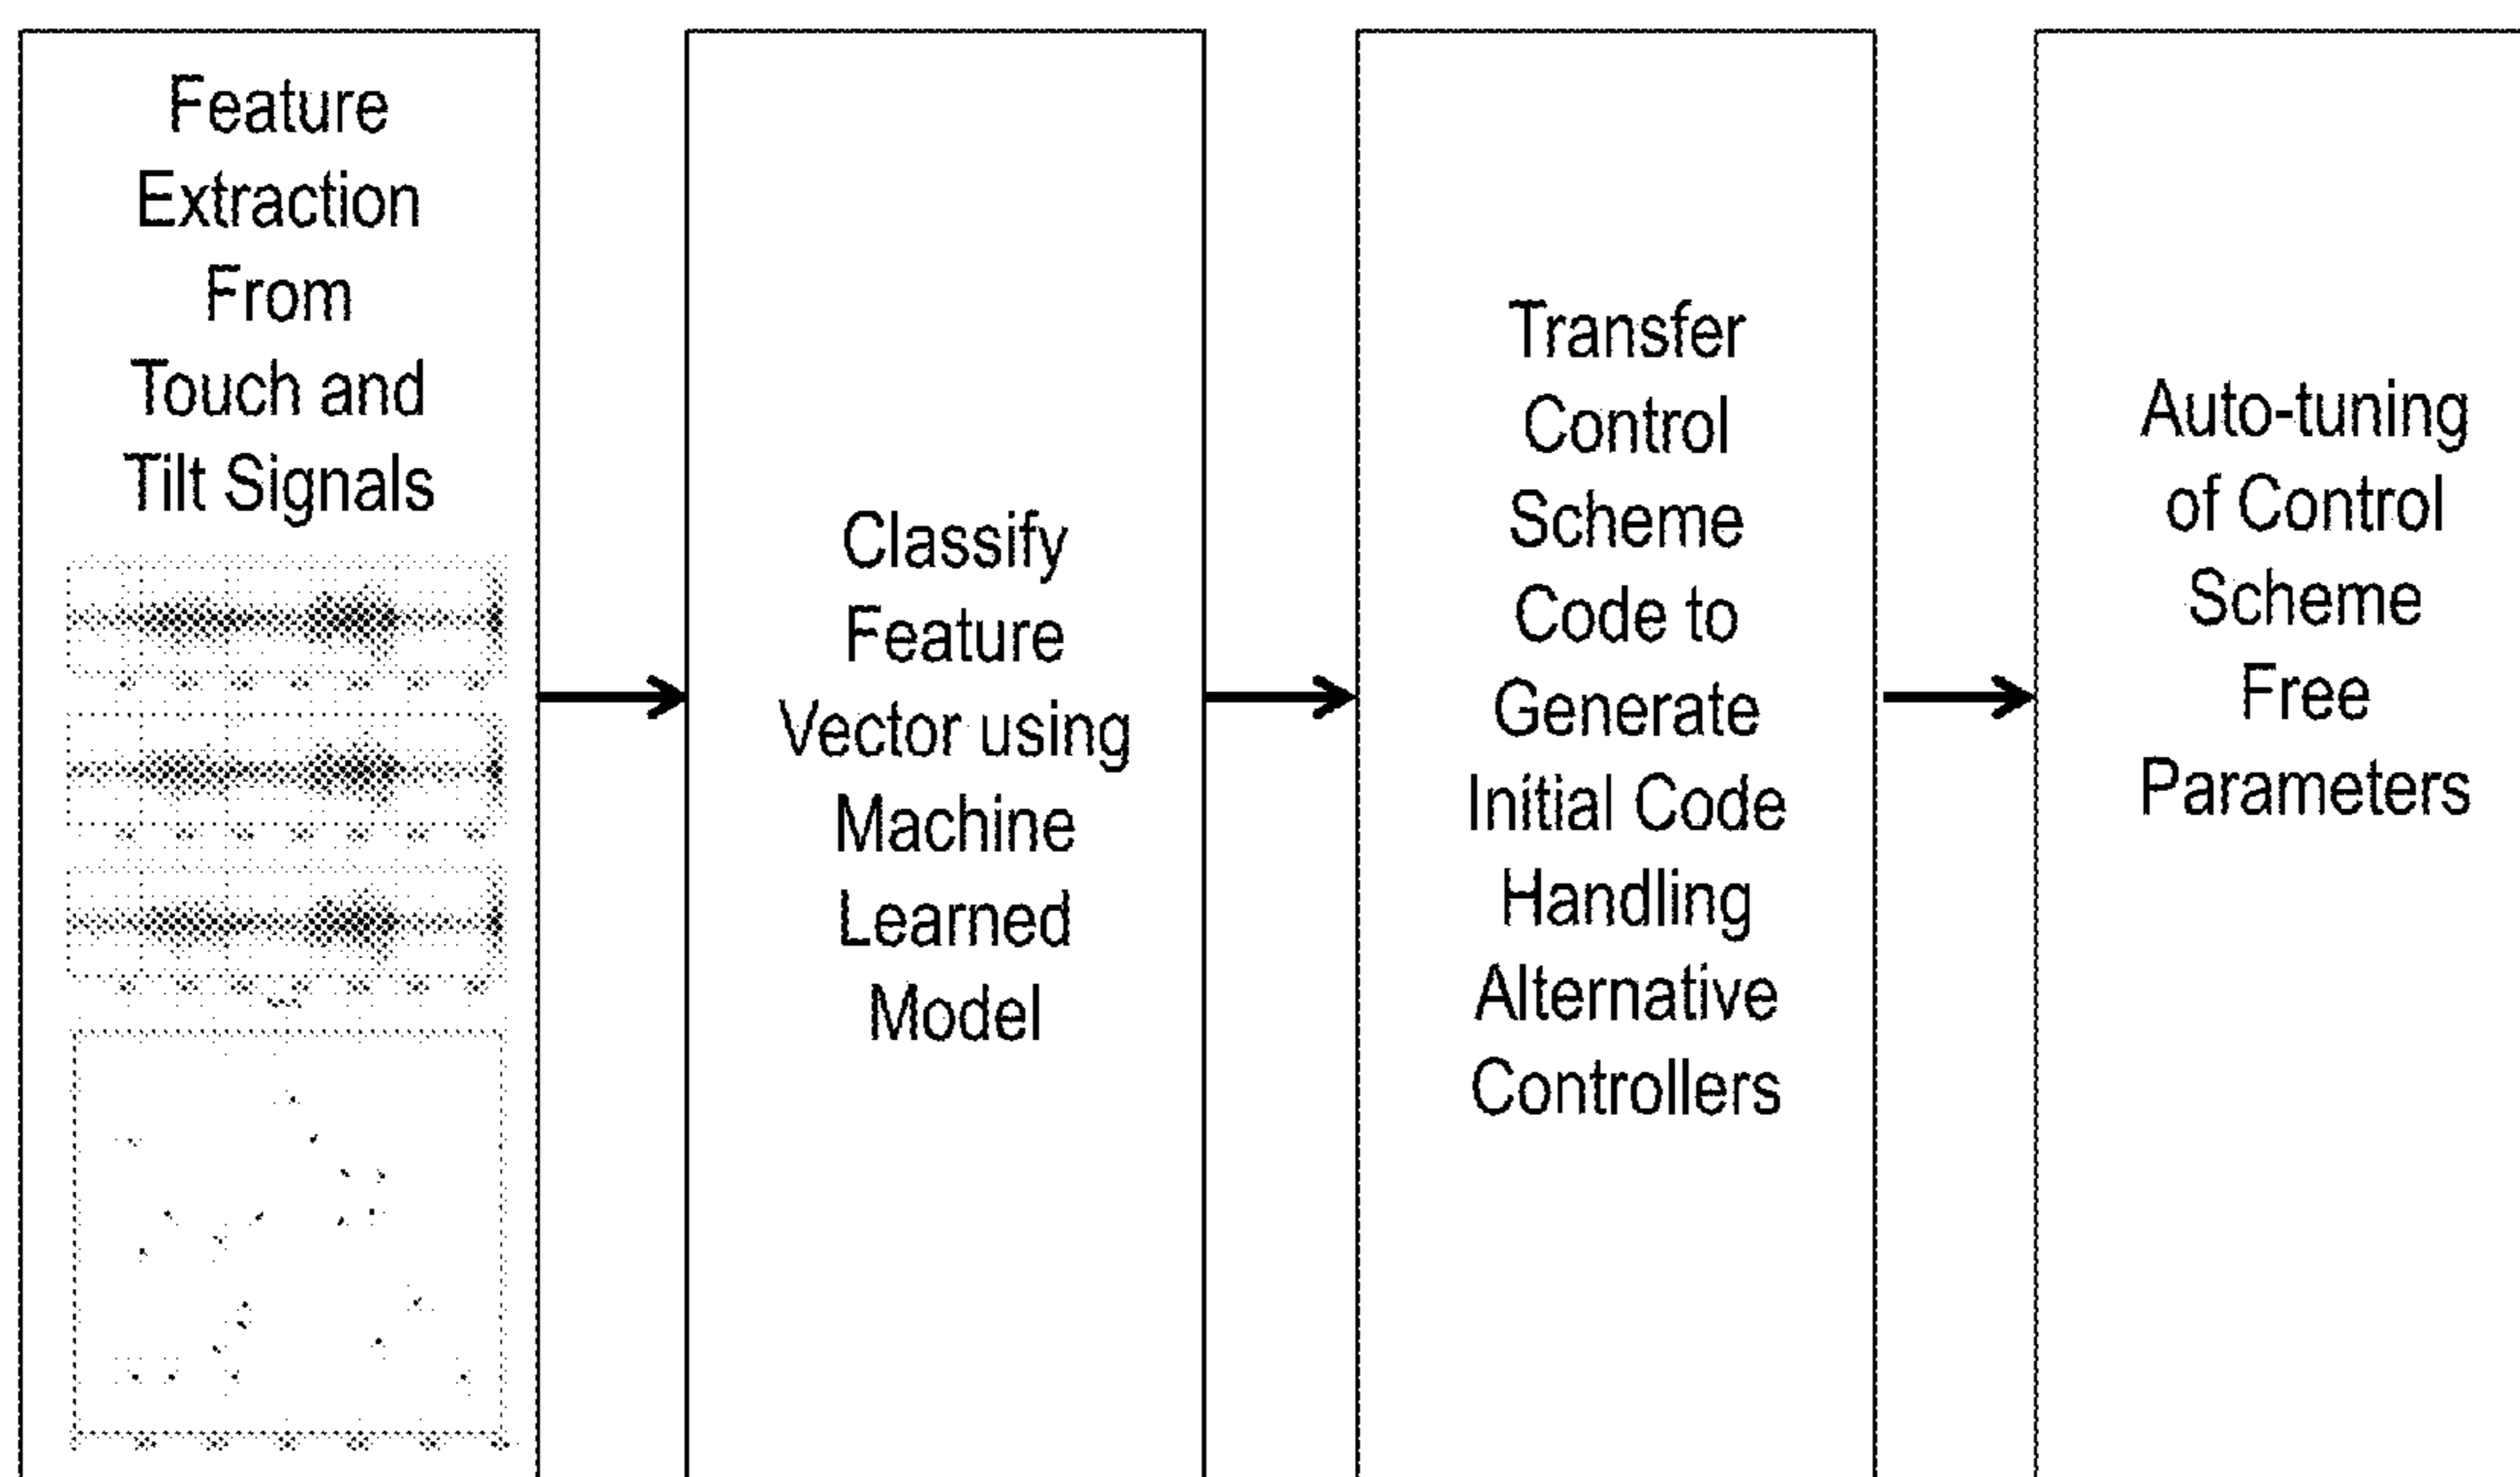 Feature
Extraction
From
Touch and
Tilt Signals
Classify
Feature
Vector using
Machine
Learned
Model
Transfer
Control
Scheme
Code to
Generate
Initial Code
Handling
Alternative
Controllers
Auto-tuning
of Control
Scheme
Free
Parameters